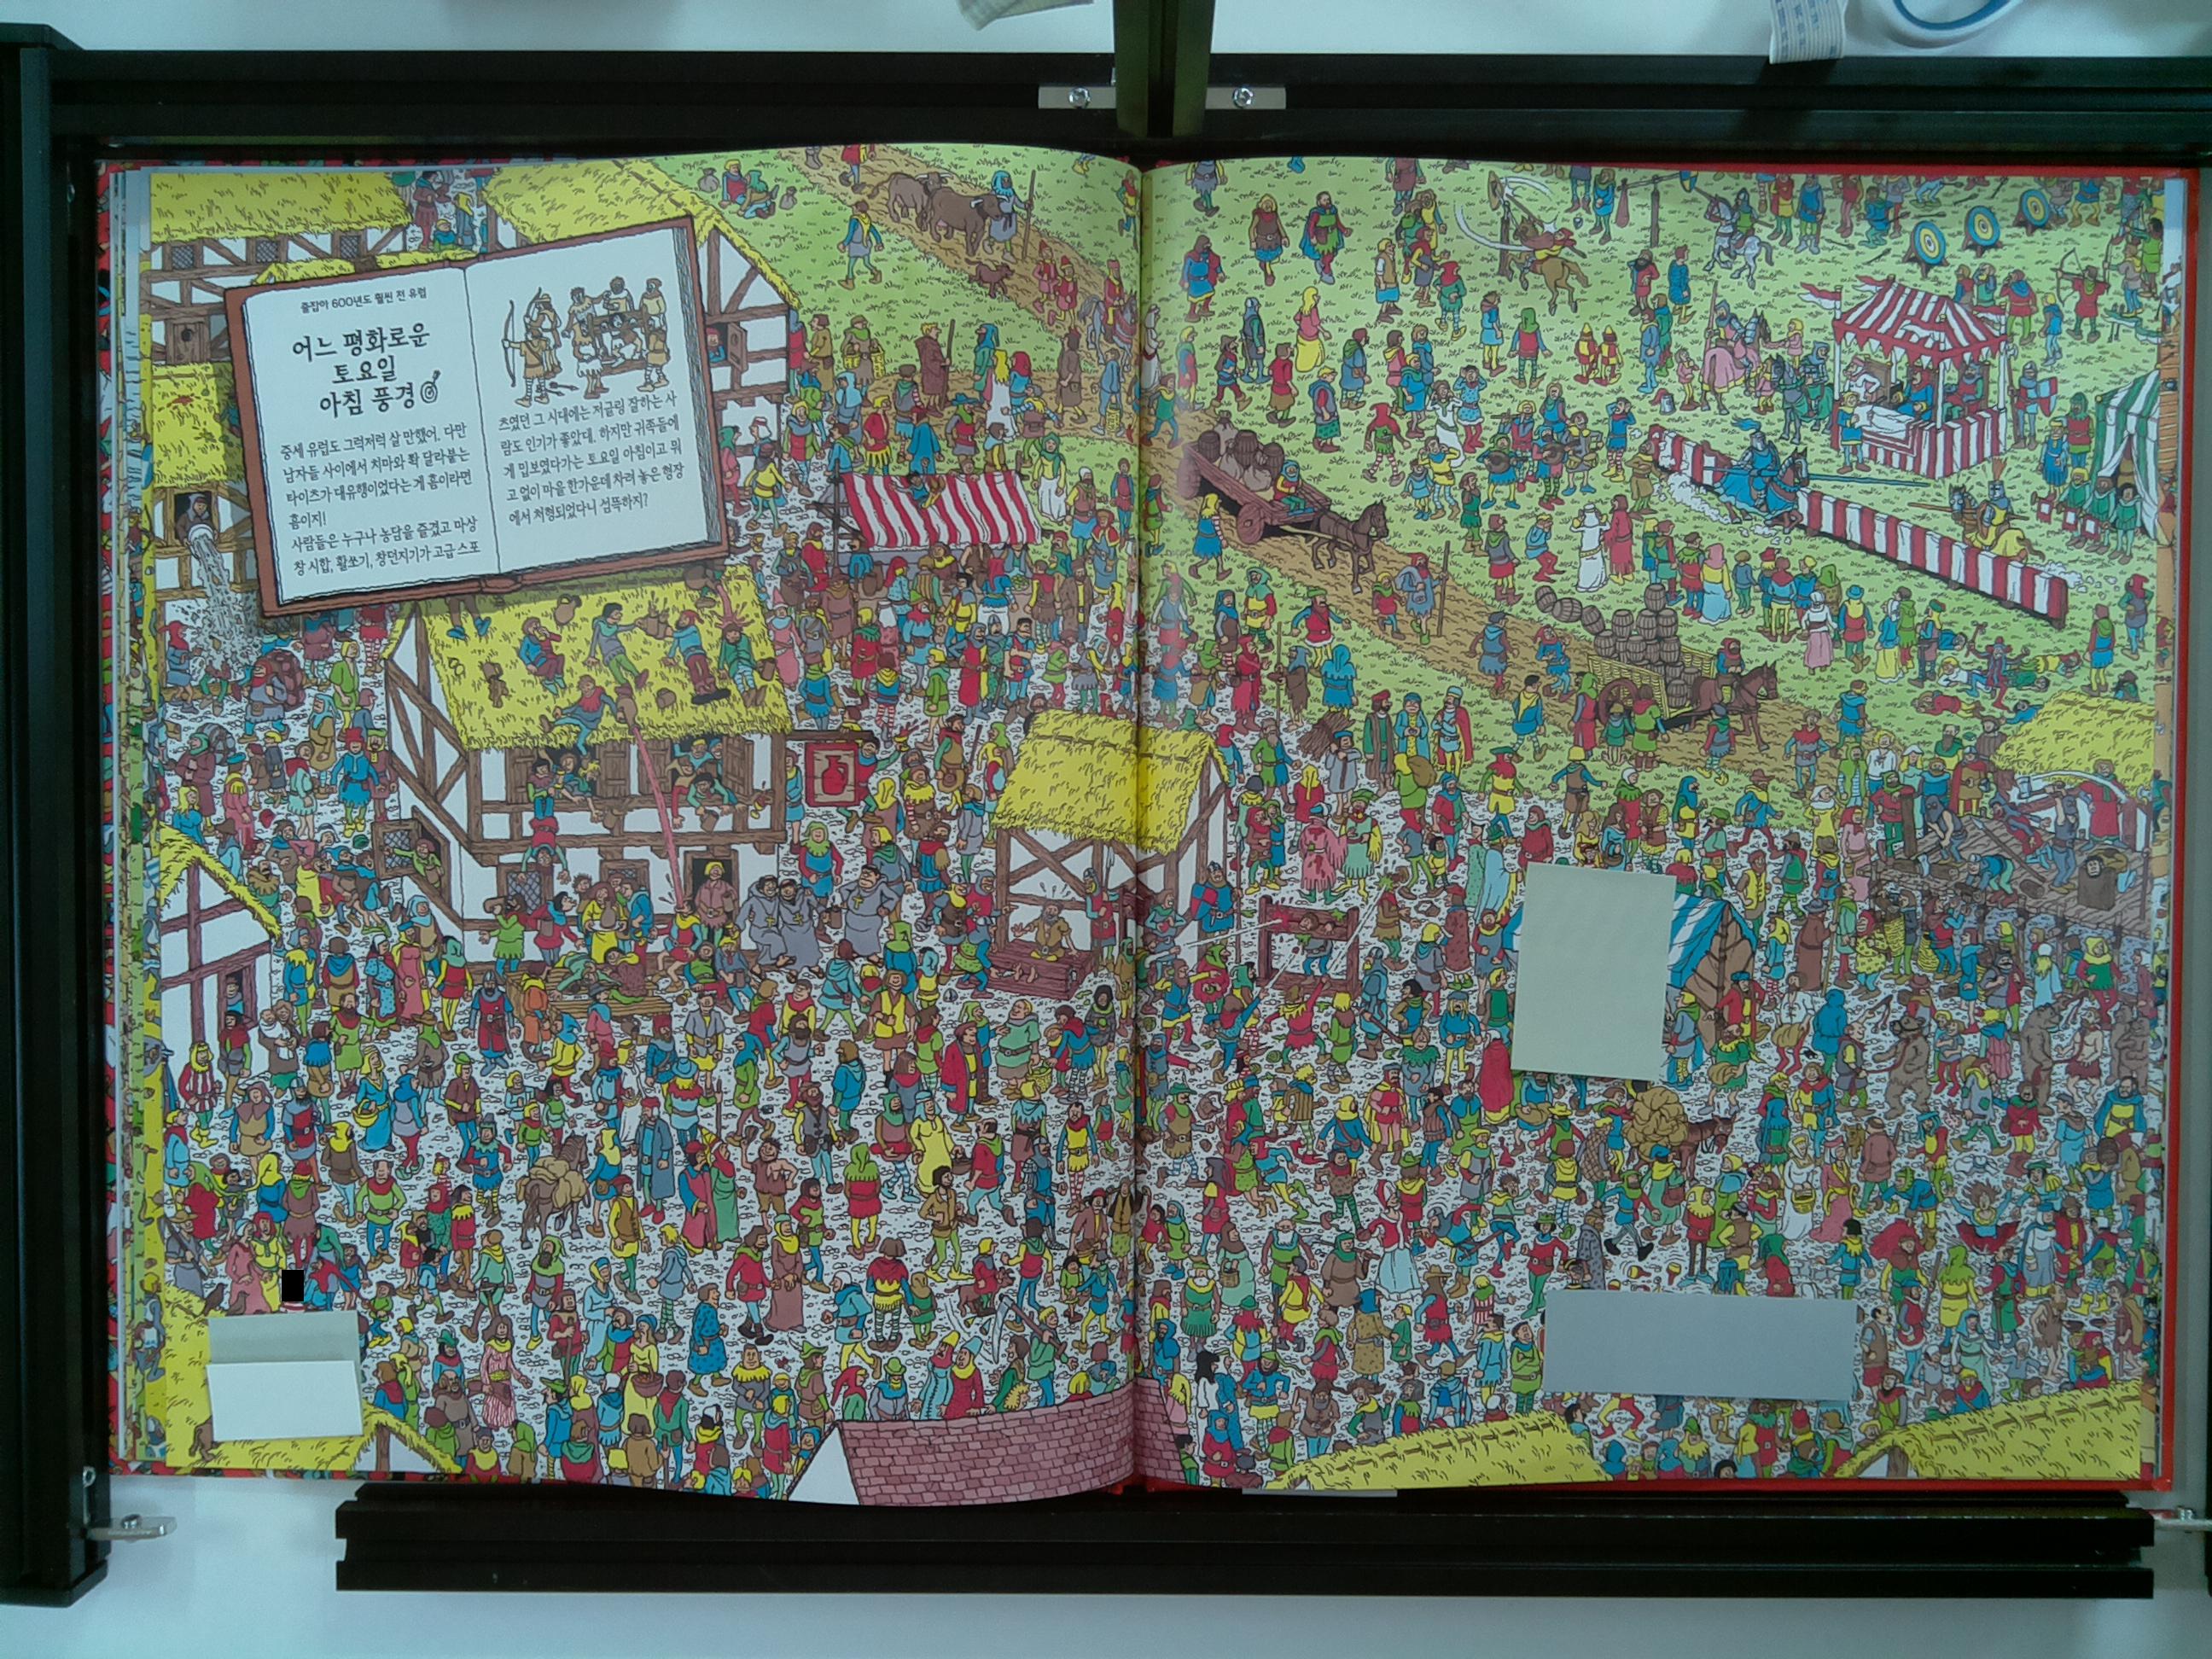 줄잡아 600년도 훨씬 전 유럽
어느 평화로운
토요일
아침 풍경
중세 유럽도 그럭저럭 살 만했어. 다만
남자들 사이에서 치마와 쫙 달라붙는
타이츠가 대유행이었다는 게 흠이라면
흠이지!
사람들은 누구나 농담을 즐겼고 마상
창 시합, 활쏘기, 창던지기가 고급 스포
츠였던 그 시대에는 저글링 잘하는 사
람도 인기가 좋았대. 하지만 귀족들에
게 밉보였다가는 토요일 아침이고 뭐
고 없이 마을 한가운데 차려 놓은 형장
에서 처형되었다니 섬뜩하지?